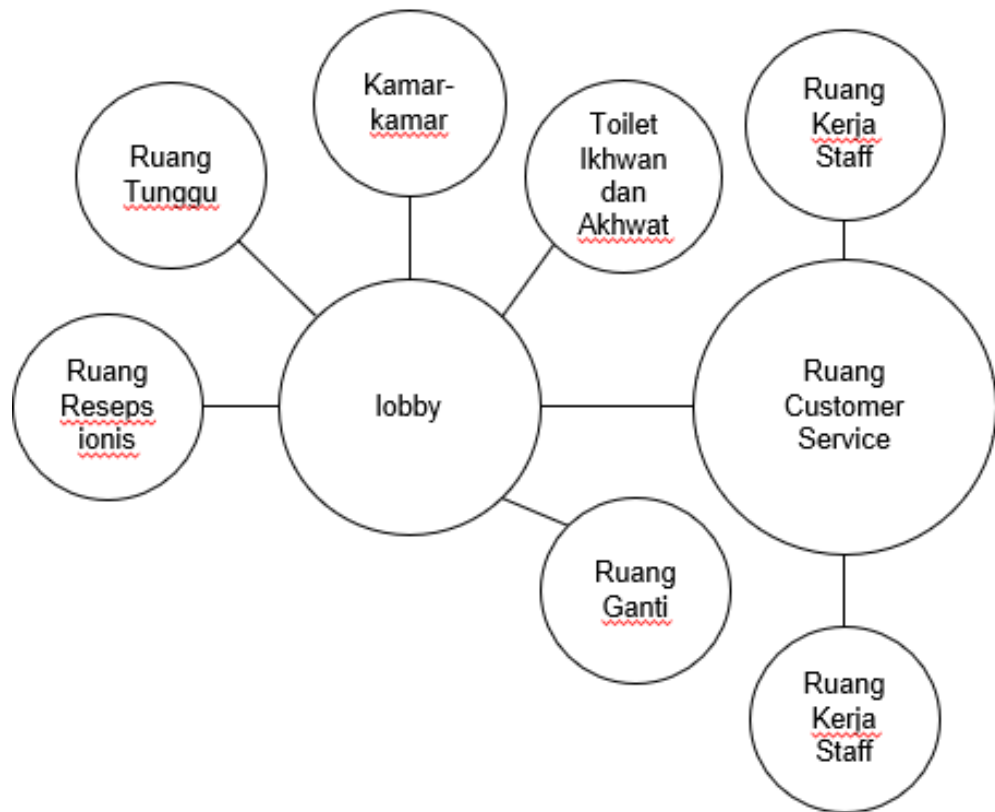 Kamar-
kamar
Toilet
Ikhwan
dan
Akhwat
Ruang
Kerja
Staff
Ruang
Tunggu
Ruang
Reseps
ionis
lobby
Ruang
Customer
Service
Ruang
Ganti
Ruang
Kerja
Staff